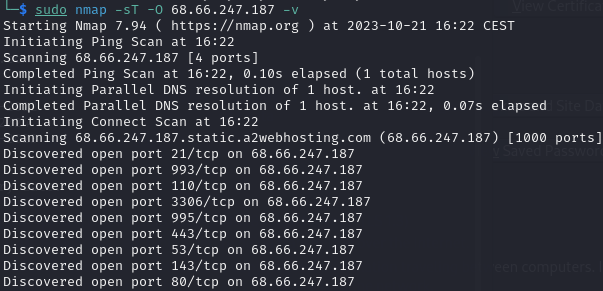 └─$ sudo nmap -sT -O 68.66.247.187 -v
Starting Nmap 7.94 ( https://nmap.org ) at 2023-10-21 16:22 CEST
Initiating Ping Scan at 16:22
Scanning 68.66.247.187 [4 ports]
Completed Ping Scan at 16:22, 0.10s elapsed (1 total hosts)
Initiating Parallel DNS resolution of 1 host. at 16:22
Completed Parallel DNS resolution of 1 host. at 16:22, 0.07s elapsed
Initiating Connect Scan at 16:22
Scanning 68.66.247.187.static.a2webhosting.com (68.66.247.187) [1000 ports]
Discovered open port 21/tcp on 68.66.247.187
Discovered open port 993/tcp on 68.66.247.187
Discovered open port 110/tcp on 68.66.247.187
Discovered open port 3306/tcp on 68.66.247.187
Discovered open port 995/tcp on 68.66.247.187
Discovered open port 443/tcp on 68.66.247.187
Discovered open port 53/tcp on 68.66.247.187
Discovered open port 143/tcp on 68.66.247.187
Discovered open port 80/tcp on 68.66.247.187
View Certifica
Site Da
Saved Passwor
een computers.